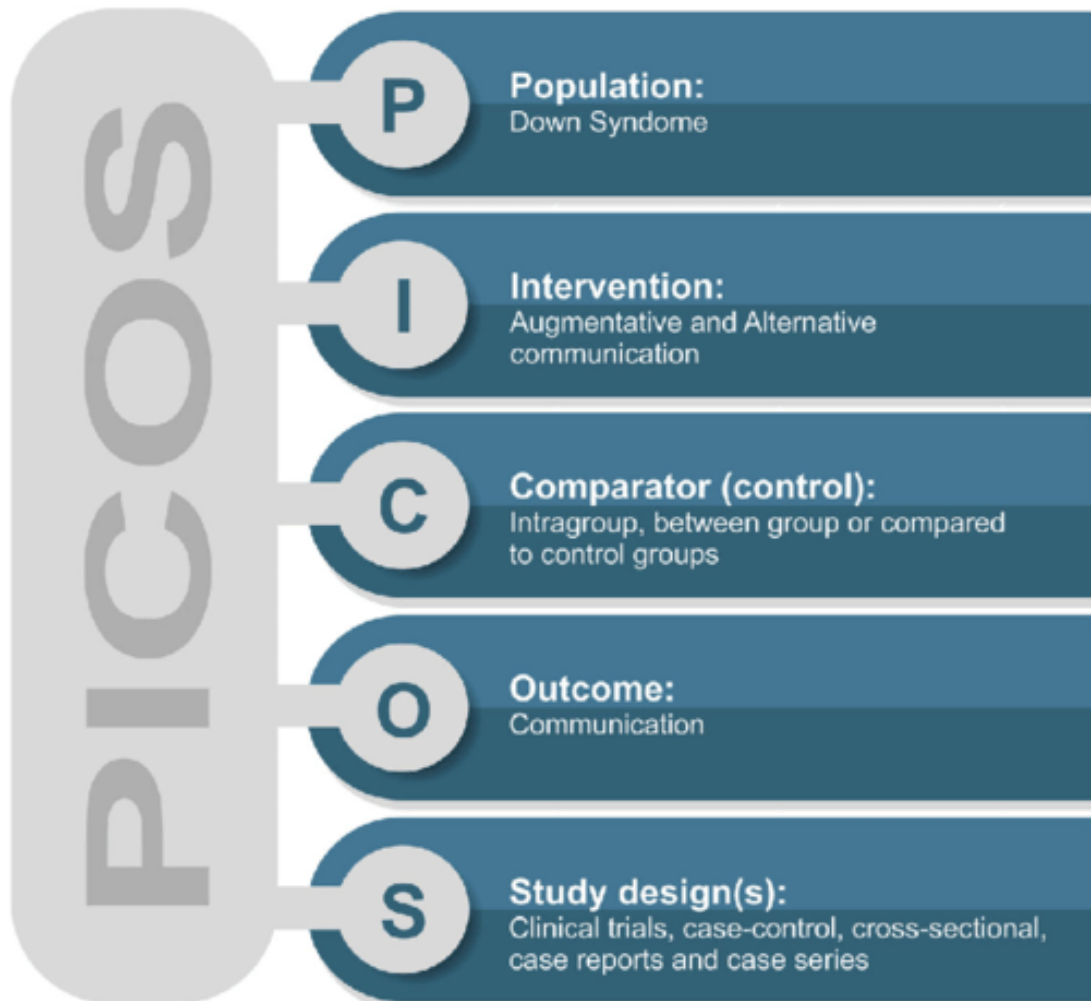 PICOS
P
Population:
Down Syndome
I
Intervention:
Augmentative and Alternative
communication
C
Comparator (control):
Intragroup, between group or compared
to control groups
O
Outcome:
Communication
S
Study design(s):
Clinical trials, case-control, cross-sectional,
case reports and case series